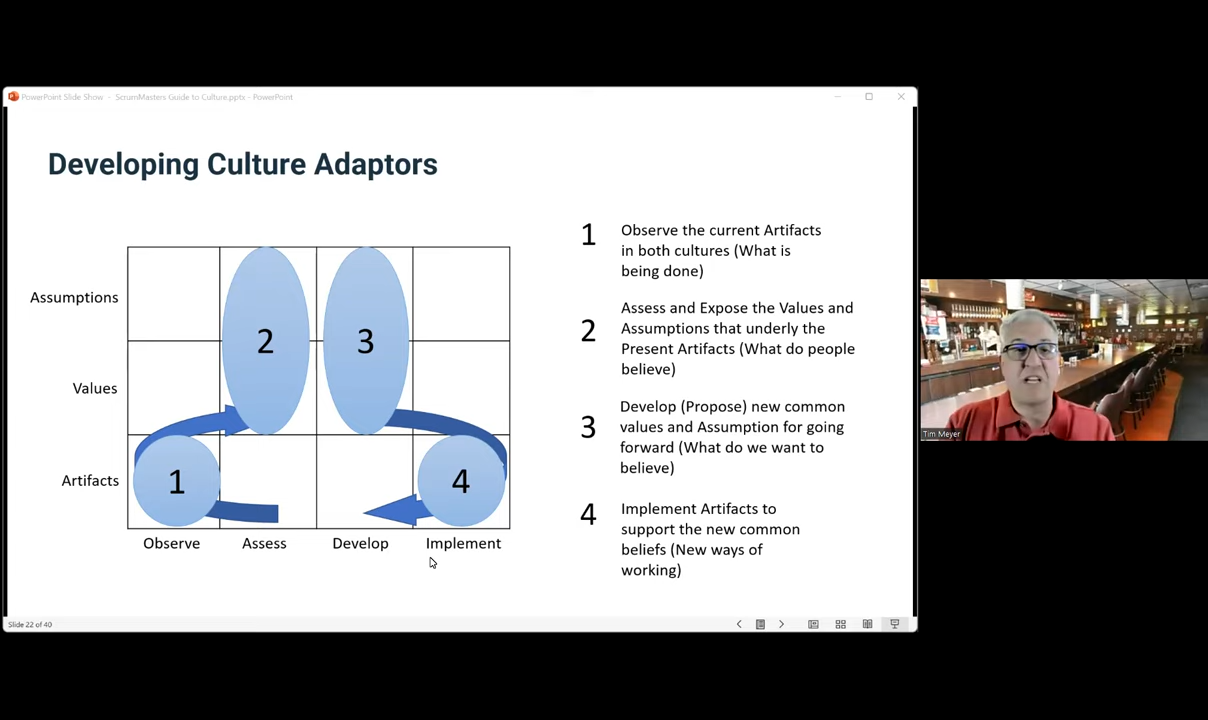 PowerPoint Slide Show - ScrumMasters Guide to Culture.ppts - PowerPoint
Developing Culture Adaptors
Assumptions
Values
Artifacts
1
2
3
4
Observe
Assess
Develop
Implement
1
Observe the current Artifacts
in both cultures (What is
being done)
2
Assess and Expose the Values and
Assumptions that underly the
Present Artifacts (What do people
believe)
3
Develop (Propose) new common
values and Assumption for going
forward (What do we want to
believe)
4
Implement Artifacts to
support the new common
beliefs (New ways of
working)
Slide 22 of 40
Tim Meyer